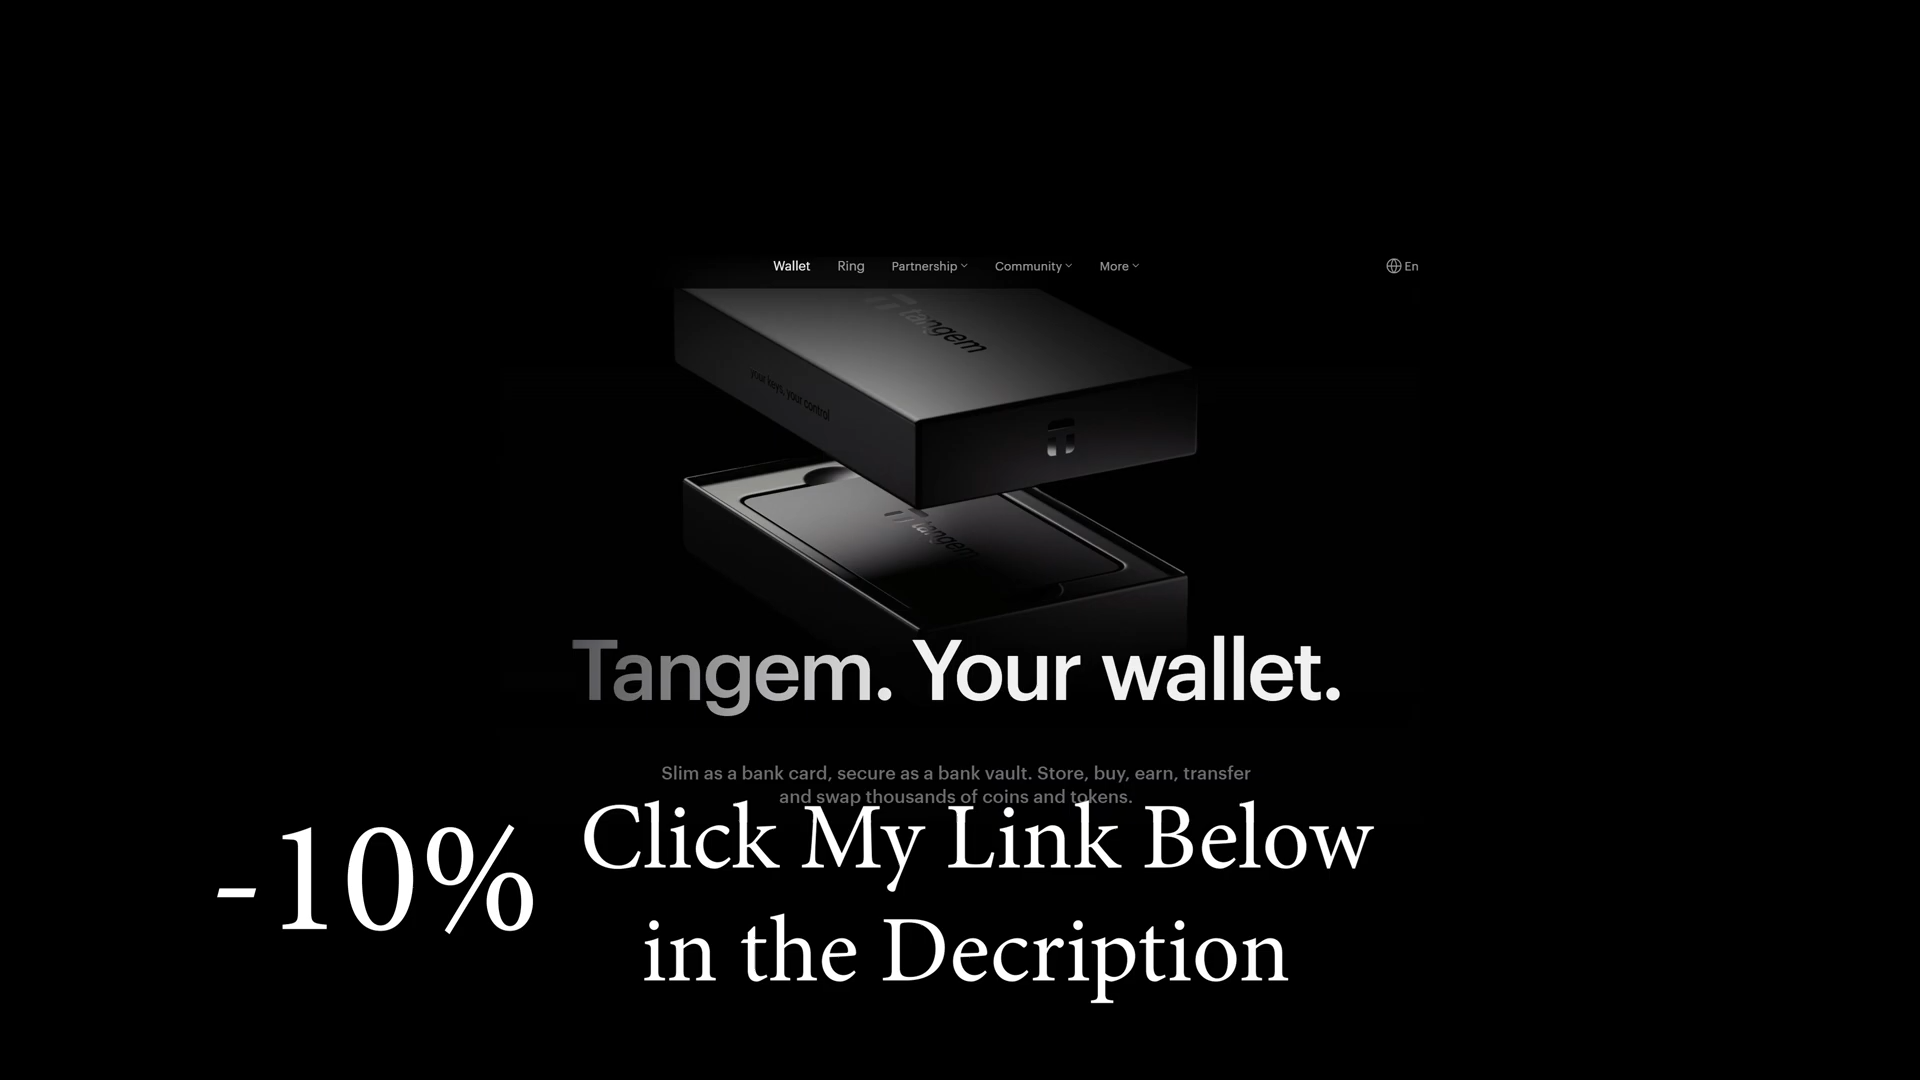 Wallet Ring Partnership Community More En
tangem
your keys, your control
tangem
Tangem. Your wallet.
Slim as a bank card, secure as a bank vault. Store, buy, earn, transfer
and swap thousands of coins and tokens.
-10%
Click My Link Below
in the Decription